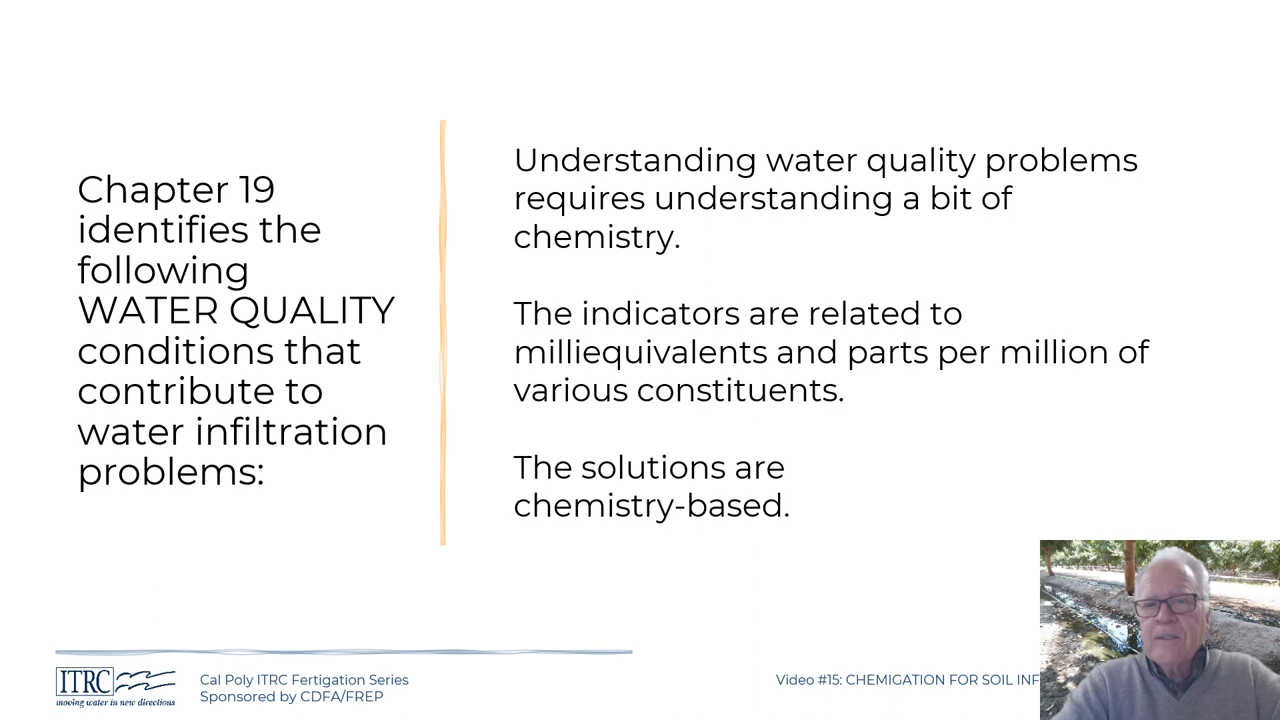 Chapter 19
identifies the
following
WATER QUALITY
conditions that
contribute to
water infiltration
problems:
Understanding water quality problems
requires understanding a bit of
chemistry.
The indicators are related to
milliequivalents and parts per million of
various constituents.
The solutions are
chemistry-based.
ITRC
moving water in new directions
Cal Poly ITRC Fertigation Series
Sponsored by CDFA/FREP
Video #15: CHEMIGATION FOR SOIL INF